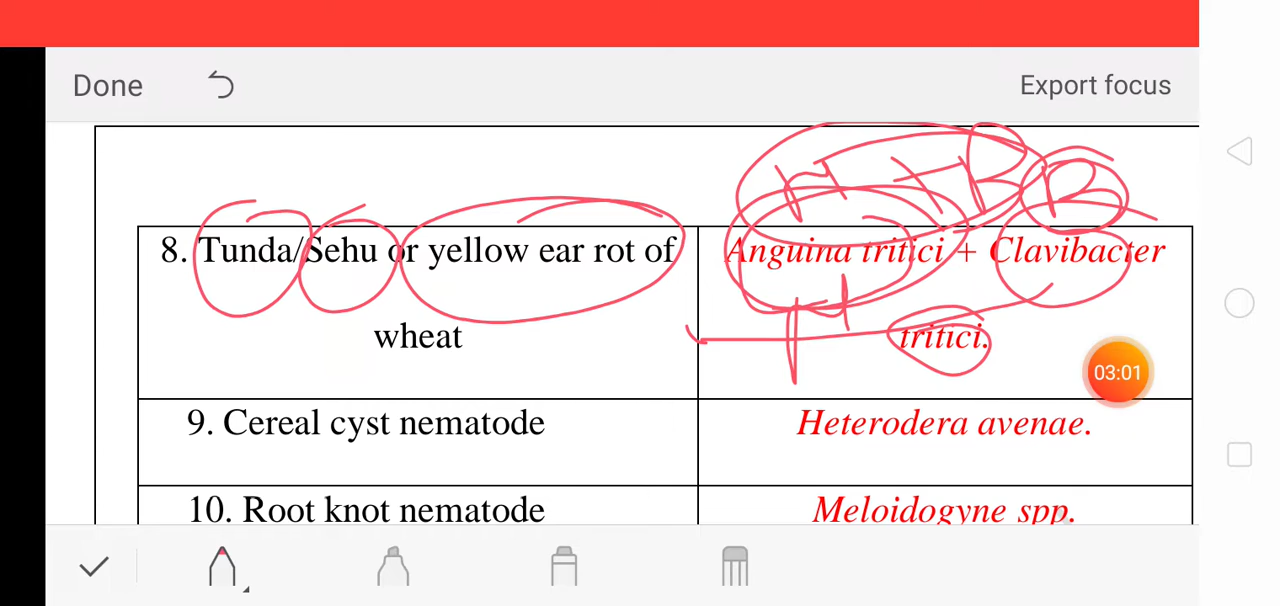 Done
Export focus
N + B B
8. Tunda/Sehu or yellow ear rot of wheat
Anguina tritici + Clavibacter tritici.
03:01
9. Cereal cyst nematode
Heterodera avenae.
10. Root knot nematode
Meloidogyne spp.